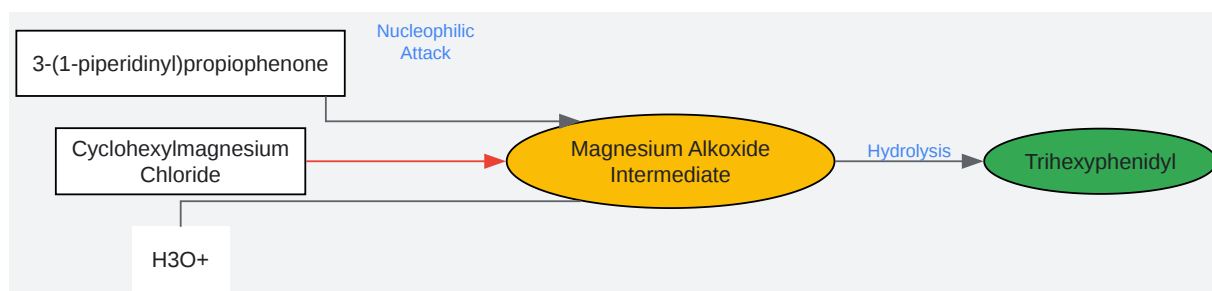 Nucleophilic
Attack
3-(1-piperidinyl)propiophenone
Cyclohexylmagnesium
Chloride
Magnesium Alkoxide
Intermediate
Hydrolysis
Trihexyphenidyl
H3O+